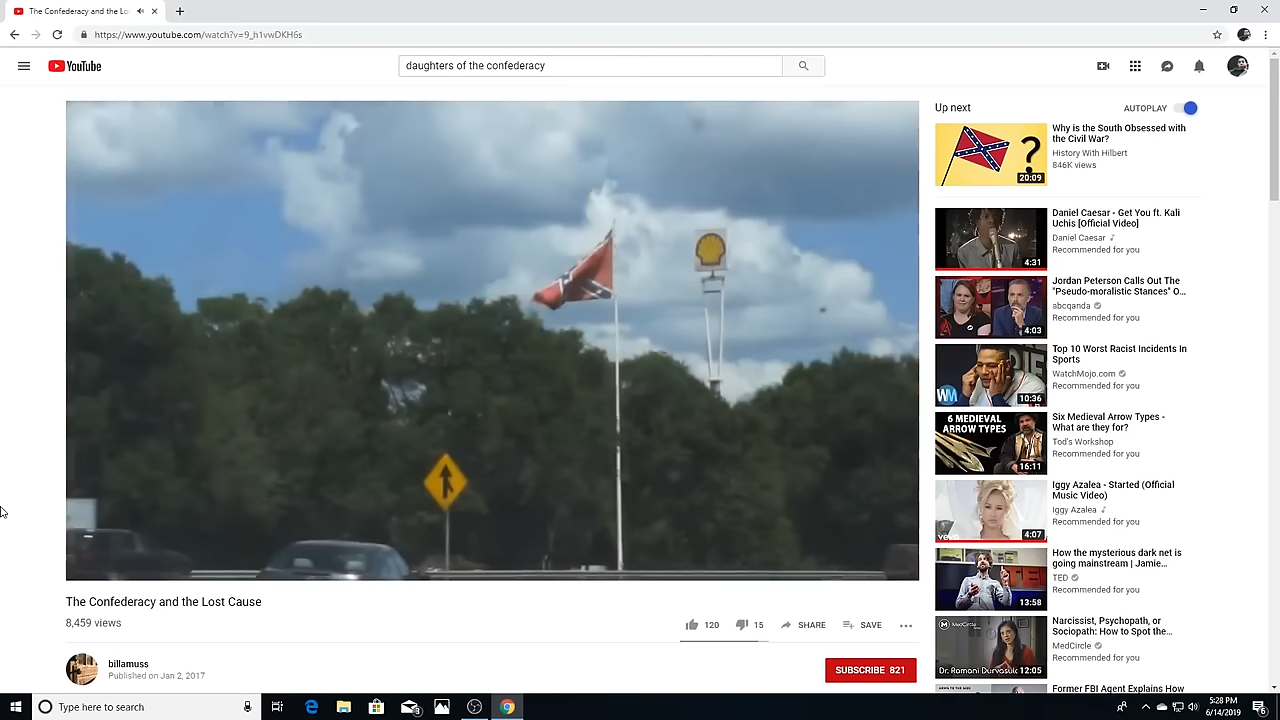 The Confederacy and the Lo
https://www.youtube.com/watch?v=9_h1vwDKH6s
YouTube
daughters of the confederacy
Up next
AUTOPLAY
Why is the South Obsessed with
the Civil War?
History With Hilbert
846K views
?
20:09
Daniel Caesar - Get You ft. Kali
Uchis [Official Video]
Daniel Caesar
Recommended for you
4:31
Jordan Peterson Calls Out The
"Pseudo-moralistic Stances" O...
abcqanda
Recommended for you
4:03
Top 10 Worst Racist Incidents In
Sports
WatchMojo.com
Recommended for you
WM
10:36
Six Medieval Arrow Types -
What are they for?
Tod's Workshop
Recommended for you
6 MEDIEVAL
ARROW TYPES
16:11
Iggy Azalea - Started (Official
Music Video)
Iggy Azalea
Recommended for you
vevo
4:07
How the mysterious dark net is
going mainstream | Jamie...
TED
Recommended for you
TED
13:58
Narcissist, Psychopath, or
Sociopath: How to Spot the...
MedCircle
Recommended for you
MedCircle
Dr. Romani Durvasula
12:05
Former FBI Agent Explains How
The Confederacy and the Lost Cause
8,459 views
120
15
SHARE
SAVE
billamuss
Published on Jan 2, 2017
SUBSCRIBE 821
Type here to search
3
5:28 PM
6/14/2019
6